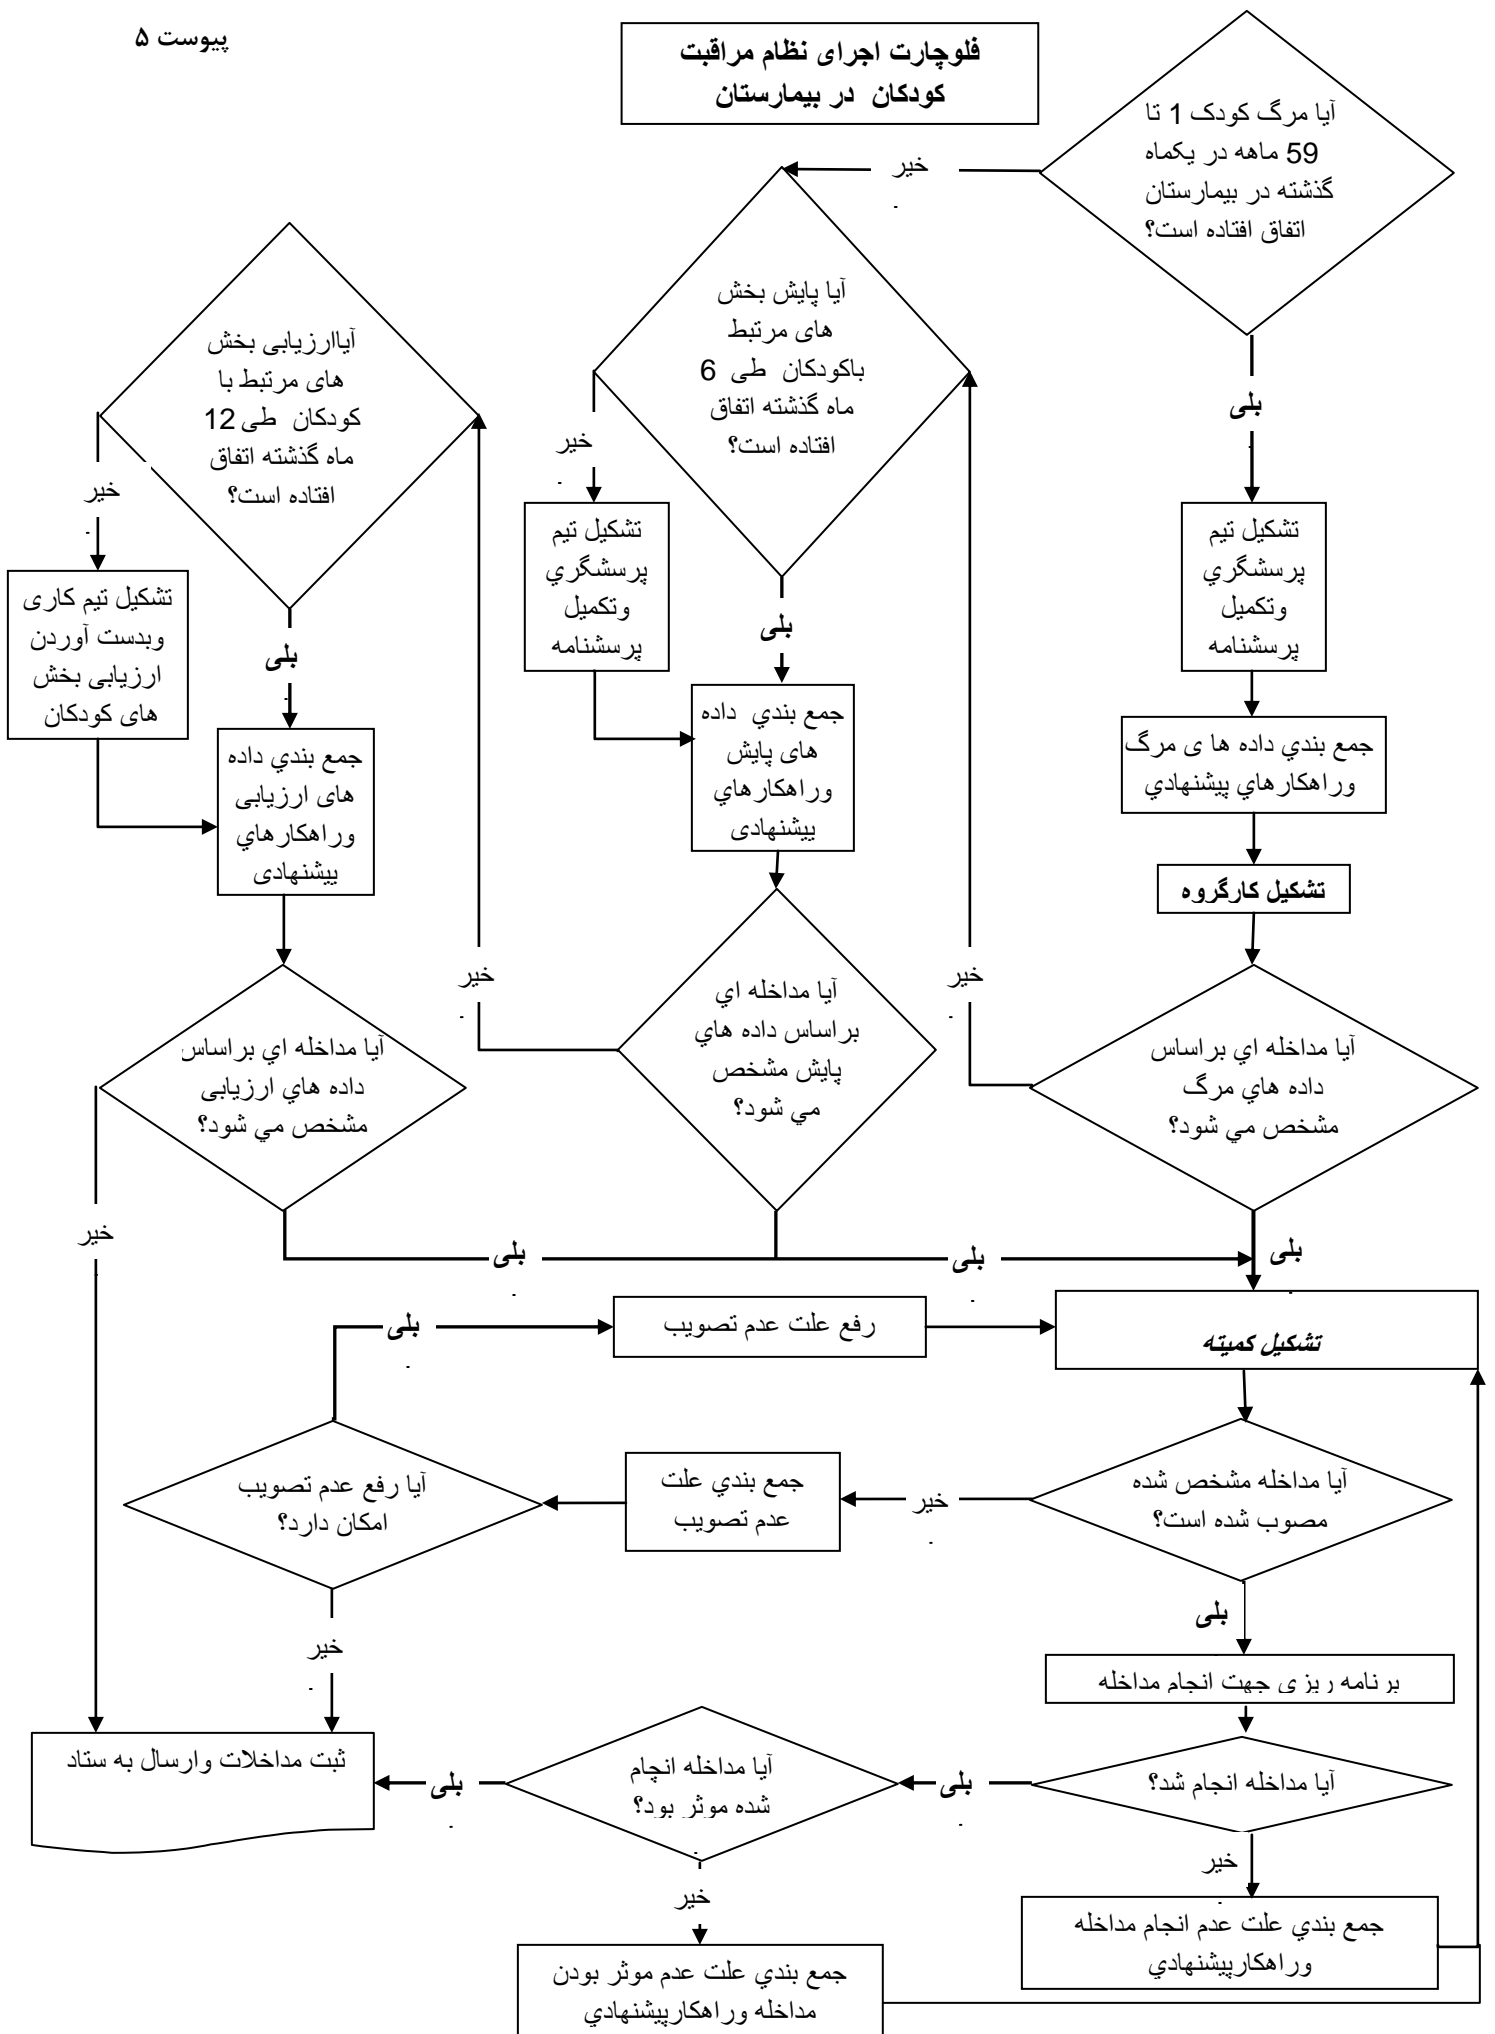 پیوست ۵
فلوچارت اجرای نظام مراقبت
کودکان در بیمارستان
آیا مرگ کودک 1 تا
59 ماهه در یکماه
گذشته در بیمارستان
اتفاق افتاده است؟
خیر
بلی
تشکیل تیم
پرسشگري
وتکمیل
پرسشنامه
جمع بندي داده ها ی مرگ
وراهکارهاي پیشنهادي
تشکیل کارگروه
آیا مداخله اي براساس
داده هاي مرگ
مشخص مي شود؟
خیر
بلی
آیا پایش بخش
های مرتبط
باکودکان طی 6
ماه گذشته اتفاق
افتاده است؟
خیر
تشکیل تیم
پرسشگري
وتکمیل
پرسشنامه
بلی
جمع بندي داده
های پایش
وراهکارهاي
پیشنهادی
آیا مداخله اي
براساس داده هاي
پایش مشخص
مي شود؟
خیر
بلی
آیاارزیابی بخش
های مرتبط با
کودکان طی 12
ماه گذشته اتفاق
افتاده است؟
خیر
تشکیل تیم کاری
وبدست آوردن
ارزیابی بخش
های کودکان
بلی
جمع بندي داده
های ارزیابی
وراهکارهاي
پیشنهادی
آیا مداخله اي براساس
داده هاي ارزیابی
مشخص مي شود؟
خیر
بلی
تشکیل کمیته
رفع علت عدم تصویب
بلی
آیا مداخله مشخص شده
مصوب شده است؟
خیر
جمع بندي علت
عدم تصویب
آیا رفع عدم تصویب
امکان دارد؟
خیر
بلی
برنامه ریزی جهت انجام مداخله
آیا مداخله انجام شد؟
بلی
آیا مداخله انچام
شده موثر بود؟
بلی
ثبت مداخلات وارسال به ستاد
خیر
جمع بندي علت عدم انجام مداخله
وراهکارپیشنهادي
خیر
جمع بندي علت عدم موثر بودن
مداخله وراهکارپیشنهادي